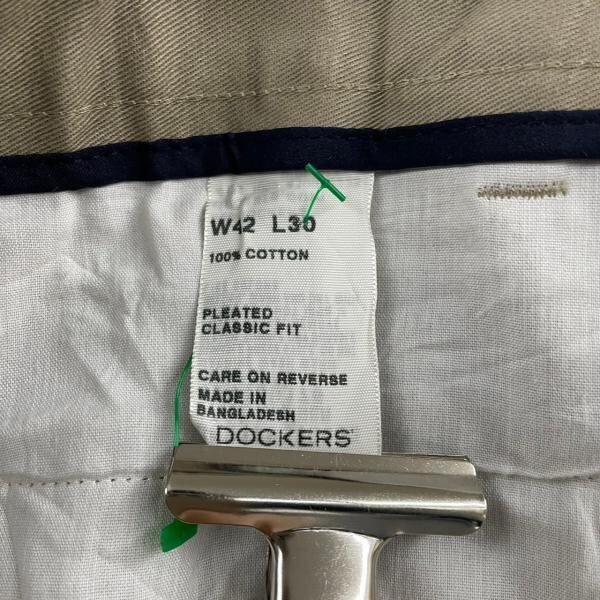 W42 L30
100% COTTON
PLEATED
CLASSIC FIT
CARE ON REVERSE
MADE IN
BANGLADESH
DOCKERS